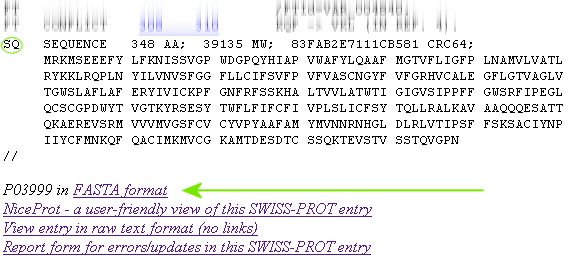 SQ SEQUENCE 348 AA; 39135 MW; 83FAB2E7111CB581 CRC64;
MRKMSEEEFY LFKNISSVGP WDGPQYHIAP VWAFYLQAAF MGTVFLIGFP LNAMVLVATL
RYKKLRQPLN YILVNVSFGG FLLCIFSVFP VFVASCNGYF VFGRHVCALE GFLGTVAGLV
TGWSLAFLAF ERYIVICKPF GNFRFSSKHA LTVVLATWTI GIGVSIPPFF GWSRFIPEGL
QCSCGPDWYT VGTKYRSESY TWFLFIFCFI VPLSLICFSY TQLLRALKAV AAQQQESATT
QKAEREVSRM VVVMVGSFCV CYVPYAAFAM YMVNNRNHGL DLRLVTIPSF FSKSACIYNP
IIYCFMNKQF QACIMKMVCG KAMTDESDTC SSQKTEVSTV SSTQVGPN
//
P03999 in FASTA format
NiceProt - a user-friendly view of this SWISS-PROT entry
View entry in raw text format (no links)
Report form for errors/updates in this SWISS-PROT entry